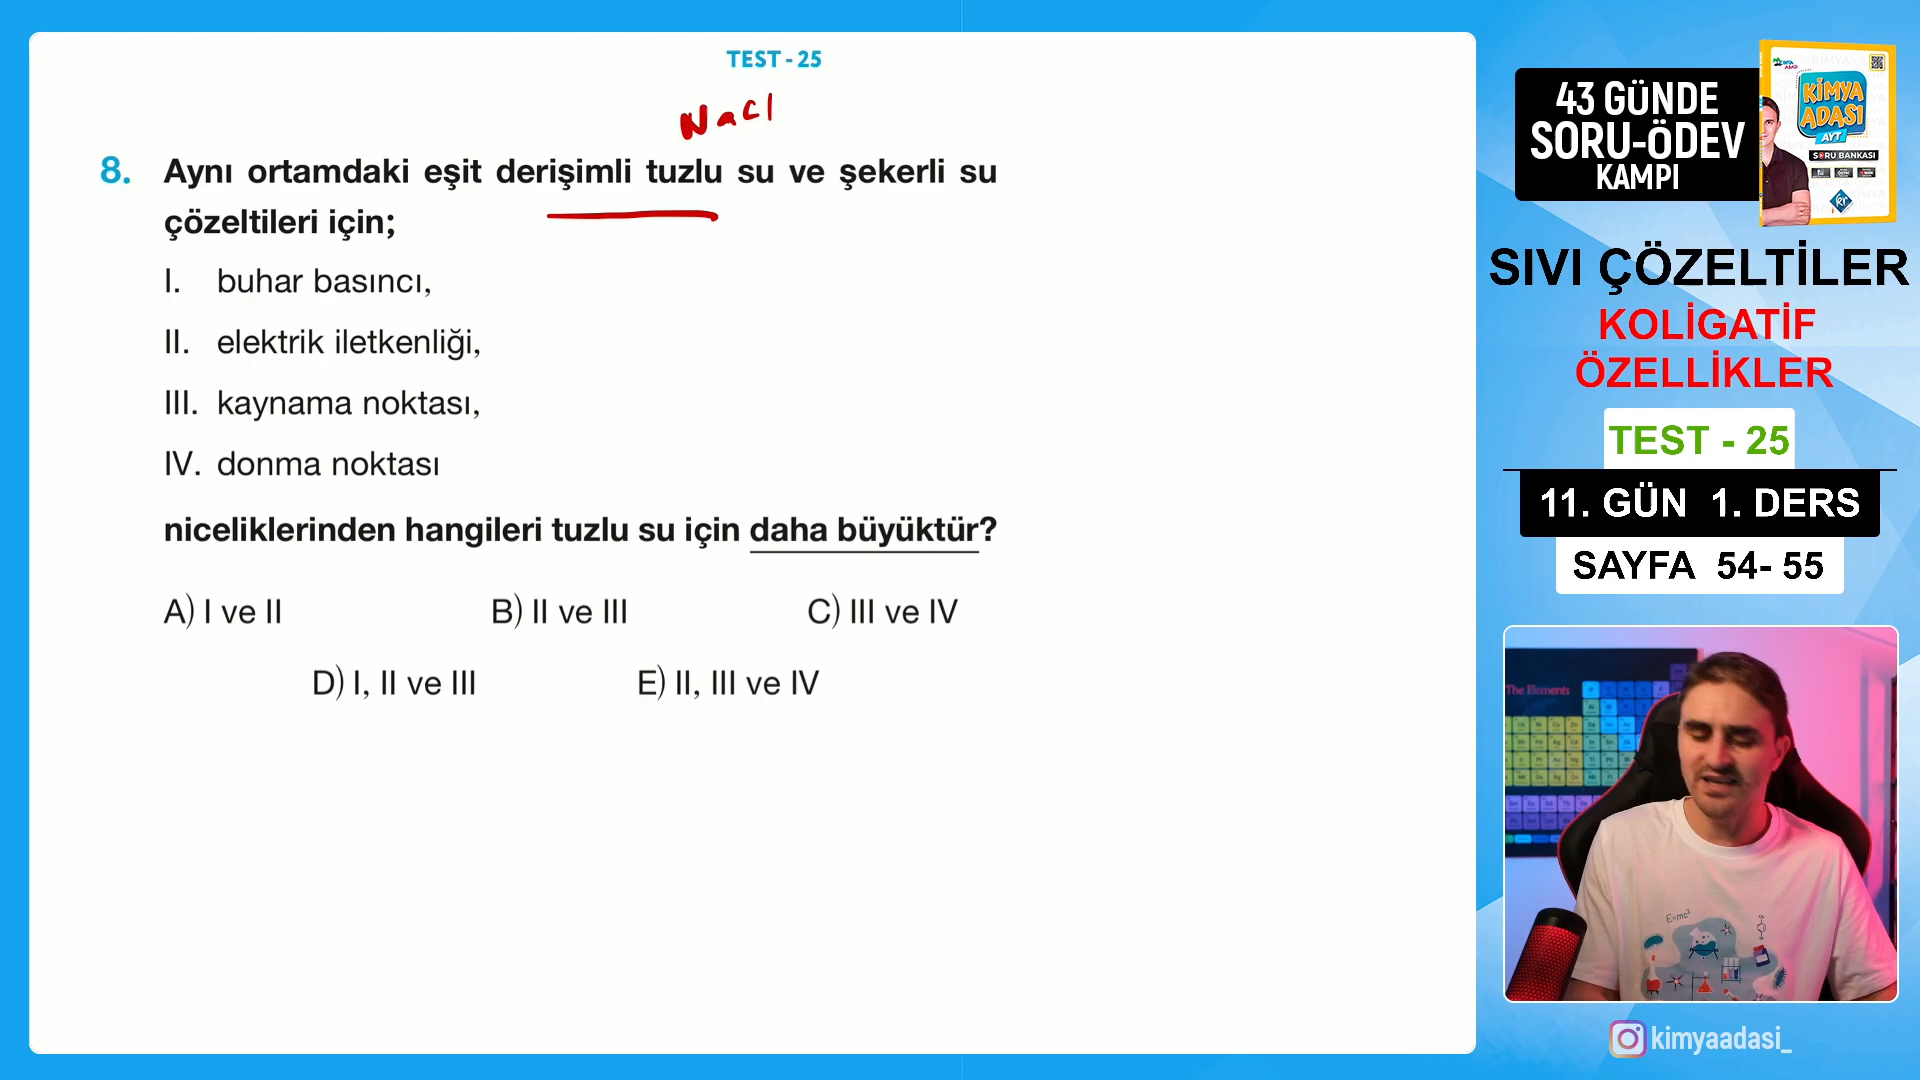 TEST - 25
NaCl
8. Aynı ortamdaki eşit derişimli tuzlu su ve şekerli su
çözeltileri için;
I. buhar basıncı,
II. elektrik iletkenliği,
III. kaynama noktası,
IV. donma noktası
niceliklerinden hangileri tuzlu su için daha büyüktür?
A) I ve II B) II ve III C) III ve IV
D) I, II ve III E) II, III ve IV
43 GÜNDE
SORU-ÖDEV
KAMPI
KİMYA
ADASI
AYT
SORU BANKASI
SIVI ÇÖZELTİLER
KOLİGATİF
ÖZELLİKLER
TEST - 25
11. GÜN 1. DERS
SAYFA 54- 55
The Elements
E=mc²
kimyaadasi_